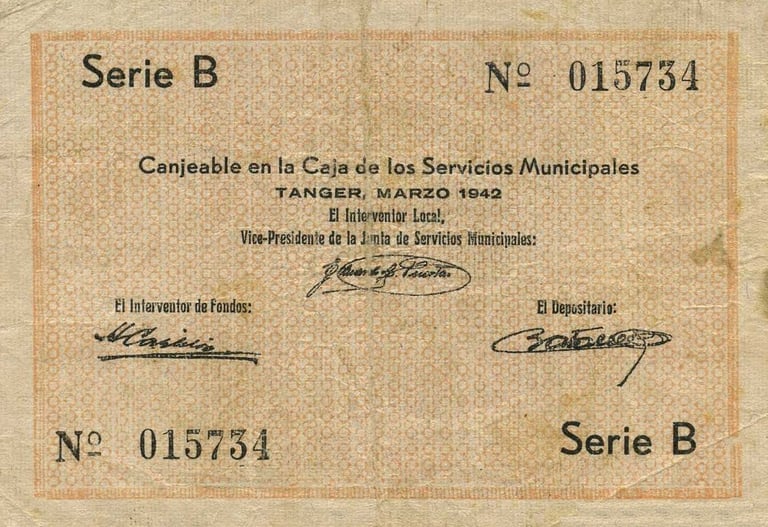 Serie B
Nº 015734
Canjeable en la Caja de los Servicios Municipales
TANGER, MARZO 1942
El Interventor Local,
Vice-Presidente de la Junta de Servicios Municipales:
El Interventor de Fondos:
El Depositario:
Nº 015734
Serie B